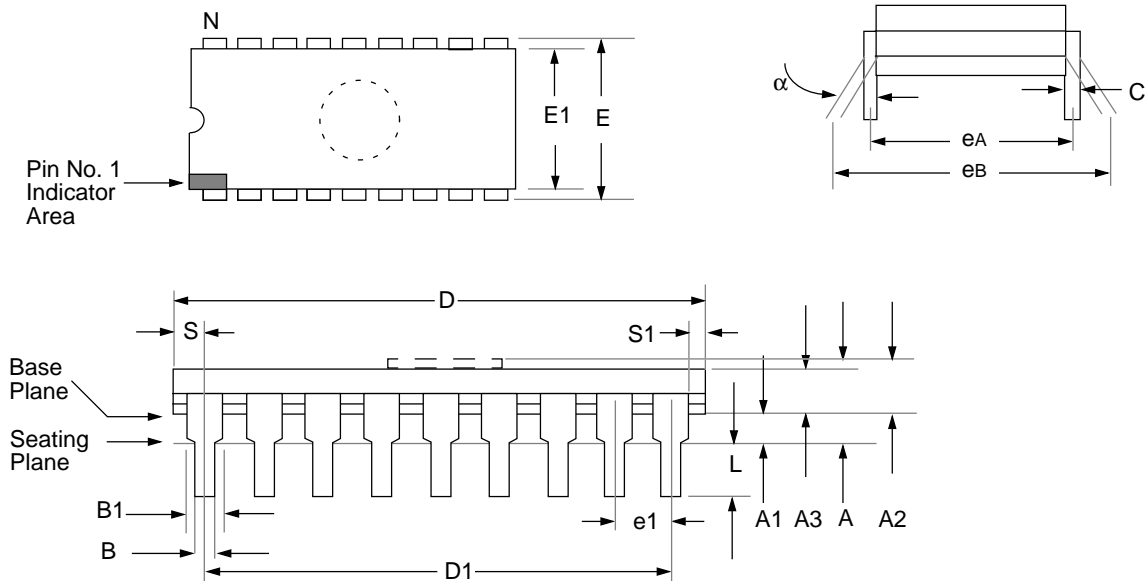 N
α
C
E1
E
eA
eB
Pin No. 1
Indicator
Area
D
S
S1
Base
Plane
Seating
Plane
L
B1
B
e1
A1
A3
A
A2
D1